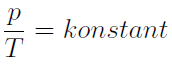 p/T = konstant